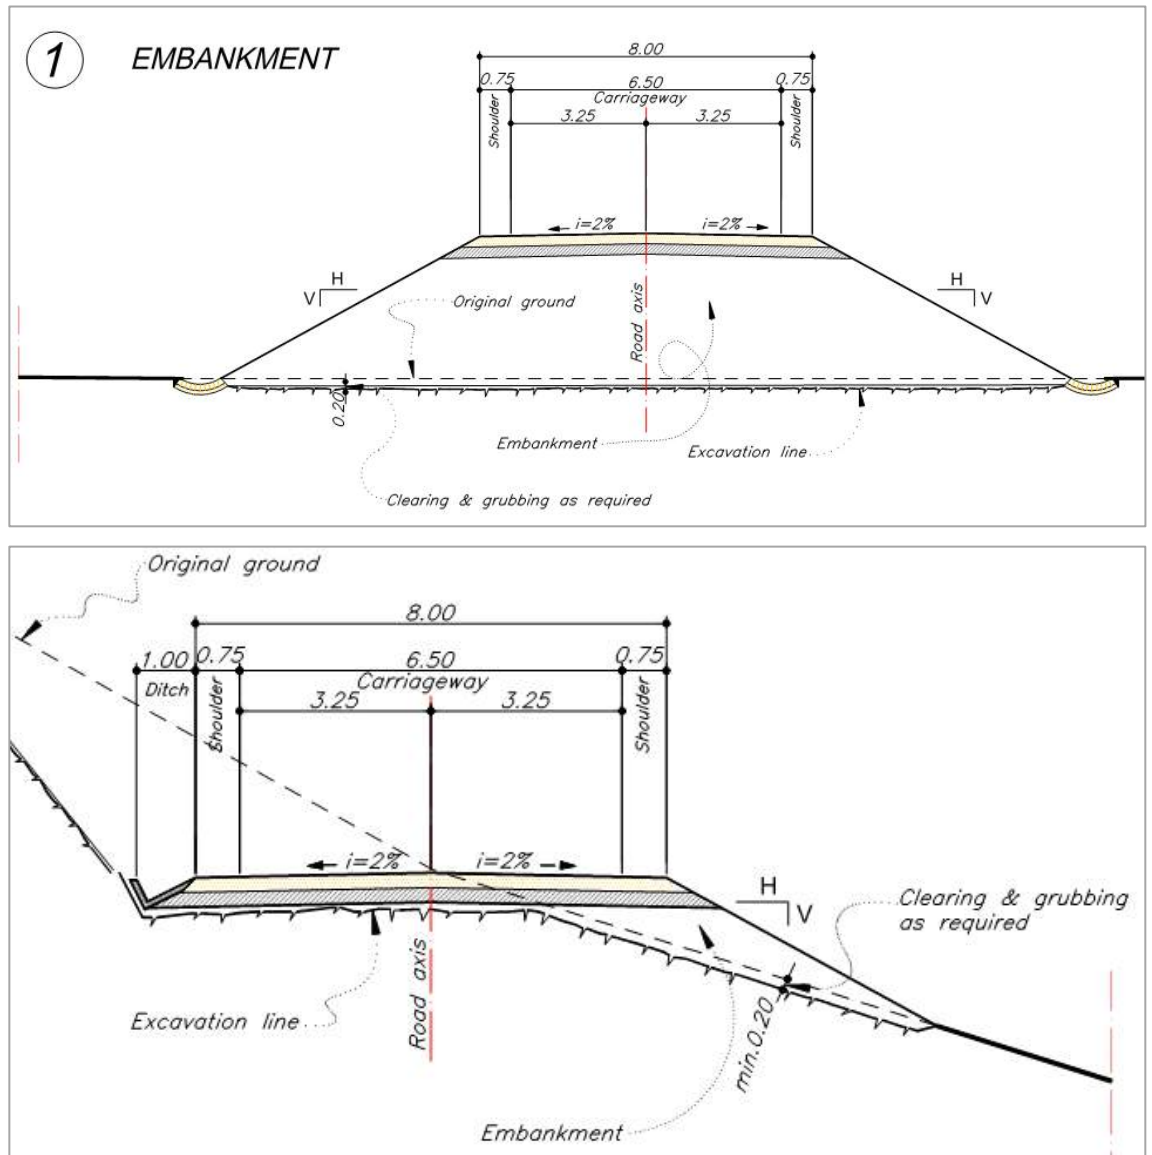 1 EMBANKMENT
8.00
0.75 6.50 0.75
Carriageway
Shoulder 3.25 3.25 Shoulder
i=2% i=2%
H H
V V
Original ground
Road axis
0.20
Embankment
Excavation line
Clearing & grubbing as required
Original ground
8.00
1.00 0.75 6.50 0.75
Ditch Carriageway
Shoulder 3.25 3.25 Shoulder
i=2% i=2%
H
V
Clearing & grubbing
as required
Road axis
Excavation line
min.0.20
Embankment